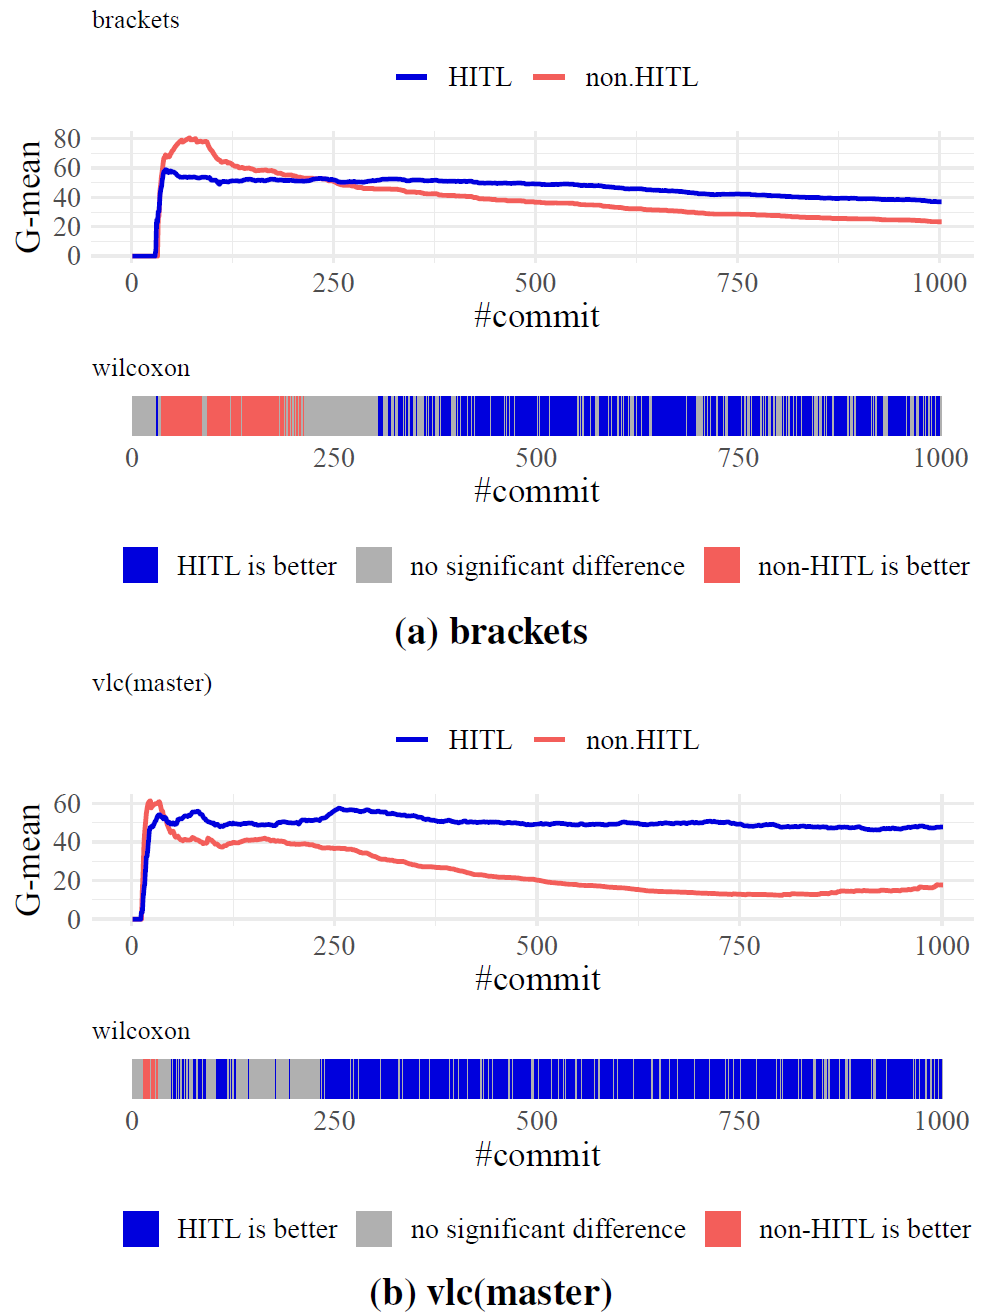 brackets
HITL non.HITL
80
60
40
20
0
G-mean
0 250 500 750 1000
#commit
wilcoxon
0 250 500 750 1000
#commit
HITL is better no significant difference non-HITL is better
(a) brackets
vlc(master)
HITL non.HITL
60
40
20
0
G-mean
0 250 500 750 1000
#commit
wilcoxon
0 250 500 750 1000
#commit
HITL is better no significant difference non-HITL is better
(b) vlc(master)